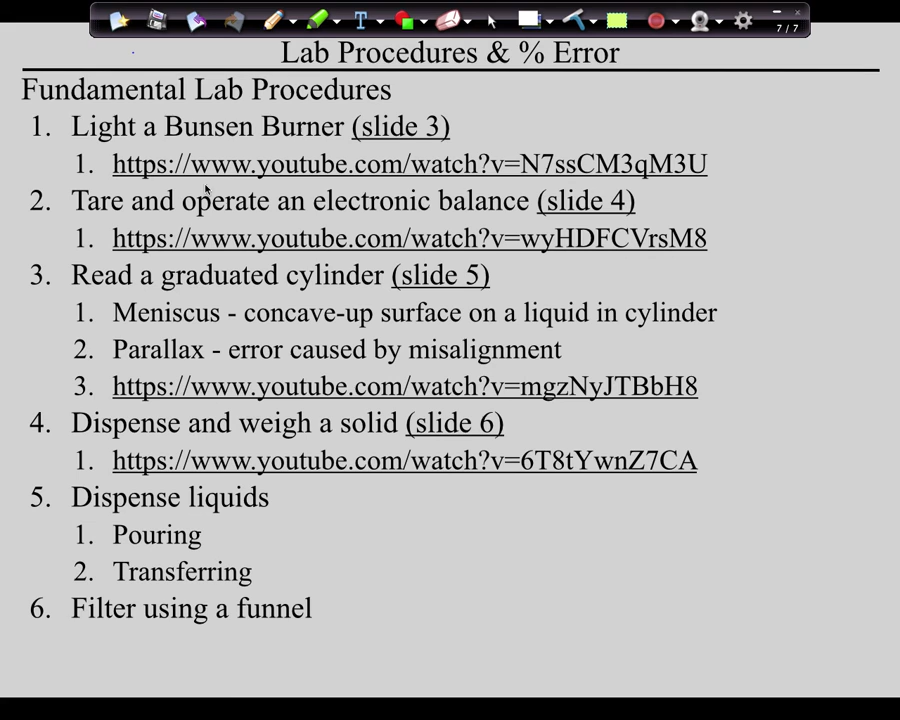 7 / 7
Lab Procedures & % Error
Fundamental Lab Procedures
1. Light a Bunsen Burner (slide 3)
1. https://www.youtube.com/watch?v=N7ssCM3qM3U
2. Tare and operate an electronic balance (slide 4)
1. https://www.youtube.com/watch?v=wyHDFCVrsM8
3. Read a graduated cylinder (slide 5)
1. Meniscus - concave-up surface on a liquid in cylinder
2. Parallax - error caused by misalignment
3. https://www.youtube.com/watch?v=mgzNyJTBbH8
4. Dispense and weigh a solid (slide 6)
1. https://www.youtube.com/watch?v=6T8tYwnZ7CA
5. Dispense liquids
1. Pouring
2. Transferring
6. Filter using a funnel